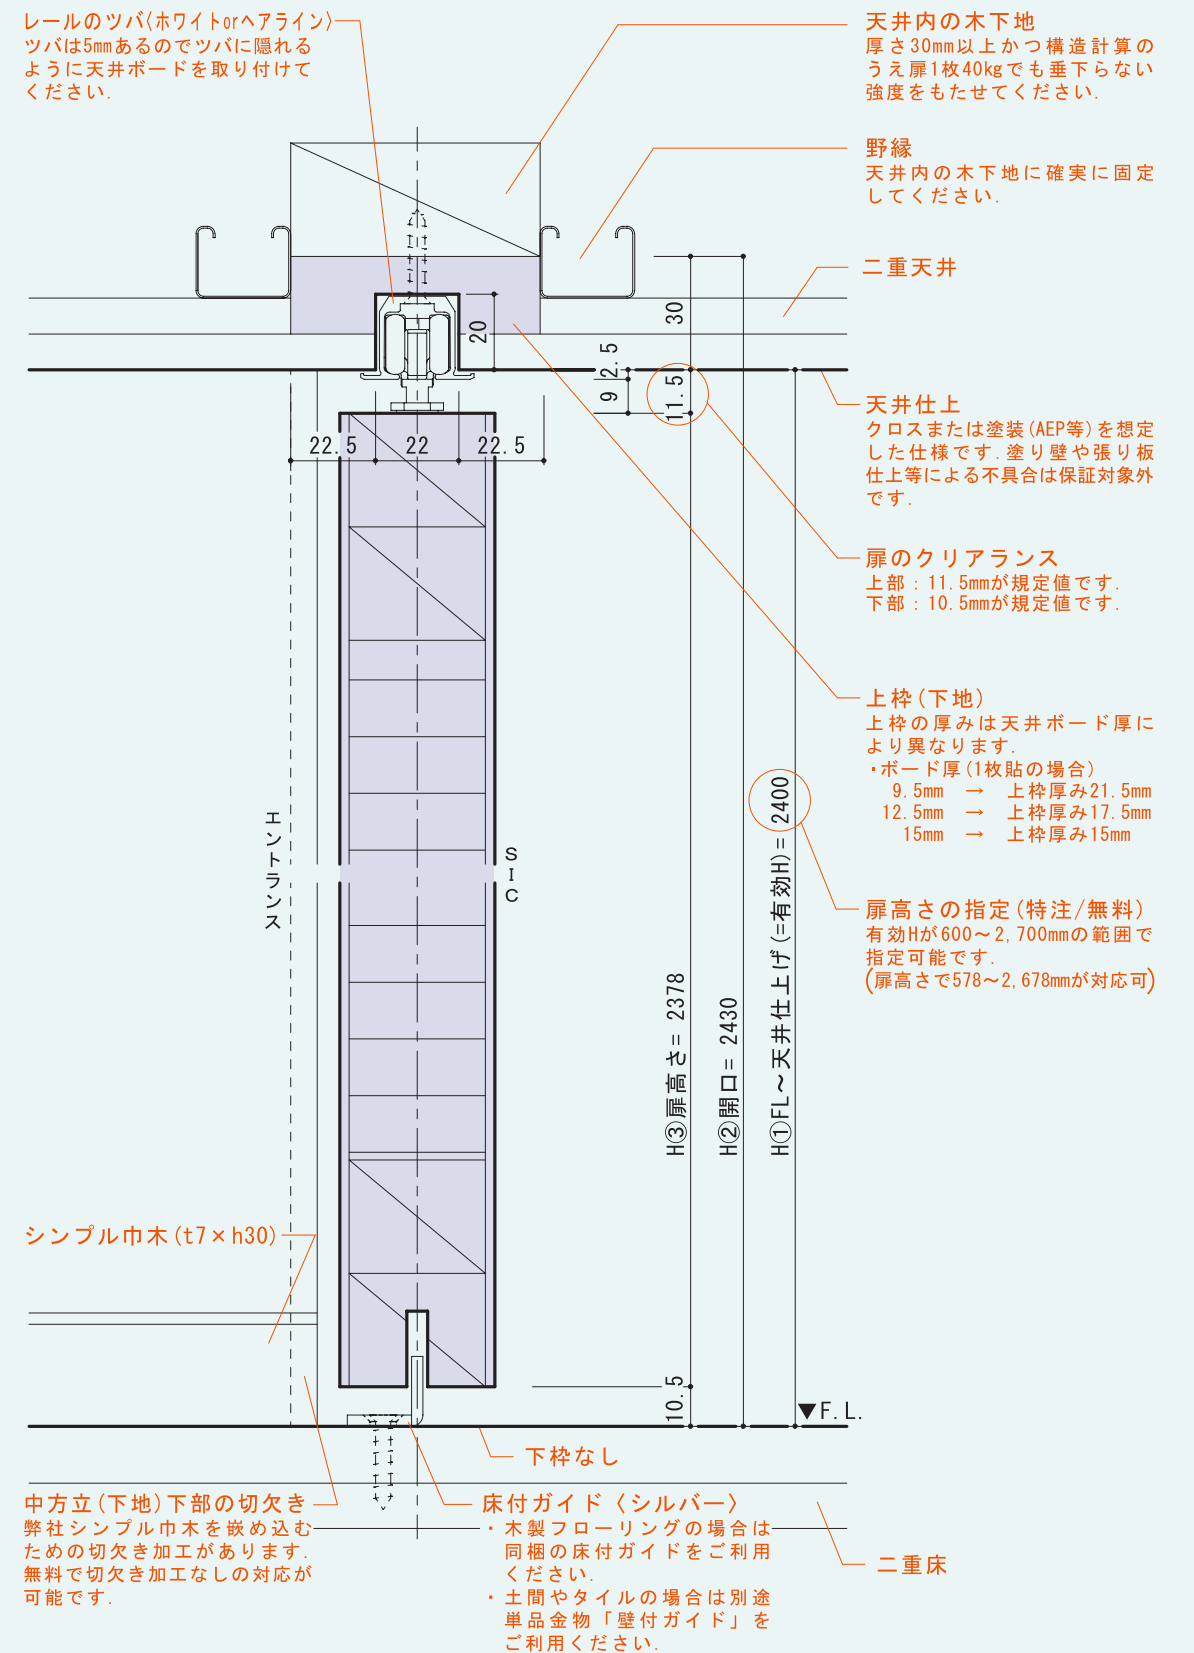 レールのツバ〈ホワイトorヘアライン〉
ツバは5mmあるのでツバに隠れる
ように天井ボードを取り付けて
ください.
天井内の木下地
厚さ30mm以上かつ構造計算の
うえ扉1枚40kgでも垂下らない
強度をもたせてください.
野縁
天井内の木下地に確実に固定
してください.
二重天井
20
30
2.5
9
11.5
22.5
22
22.5
天井仕上
クロスまたは塗装(AEP等)を想定
した仕様です.塗り壁や張り板
仕上等による不具合は保証対象外
です.
扉のクリアランス
上部：11.5mmが規定値です.
下部：10.5mmが規定値です.
上枠(下地)
上枠の厚みは天井ボード厚に
より異なります.
・ボード厚(1枚貼の場合)
9.5mm → 上枠厚み21.5mm
12.5mm → 上枠厚み17.5mm
15mm → 上枠厚み15mm
エントランス
SIC
H③扉高さ= 2378
H②開口= 2430
H①FL～天井仕上げ(=有効H)= 2400
扉高さの指定(特注/無料)
有効Hが600～2,700mmの範囲で
指定可能です.
(扉高さで578～2,678mmが対応可)
シンプル巾木(t7×h30)
10.5
▼F.L.
下枠なし
中方立(下地)下部の切欠き
弊社シンプル巾木を嵌め込む
ための切欠き加工があります.
無料で切欠き加工なしの対応が
可能です.
床付ガイド〈シルバー〉
・木製フローリングの場合は
同梱の床付ガイドをご利用
ください.
・土間やタイルの場合は別途
単品金物「壁付ガイド」を
ご利用ください.
二重床